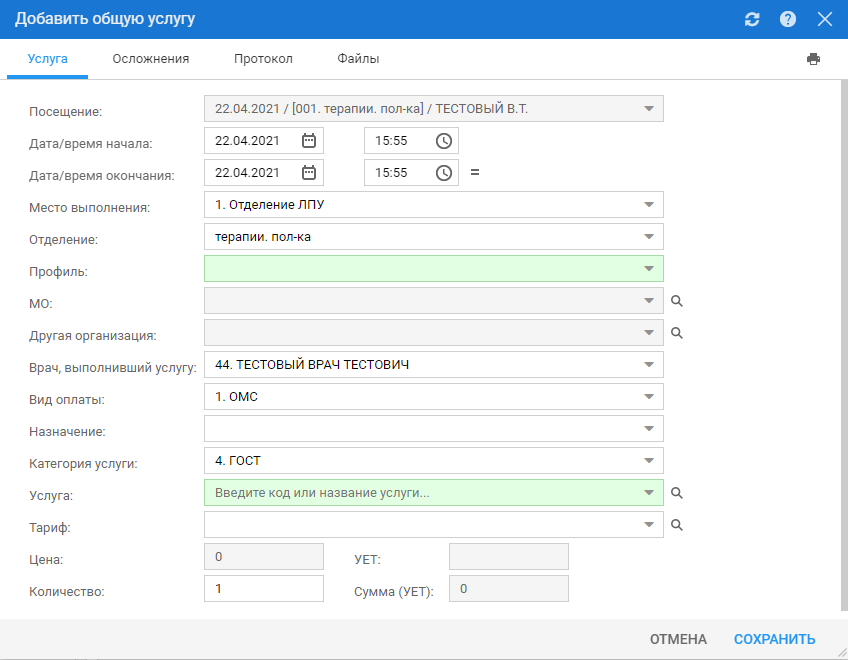 Добавить общую услугу
Услуга Осложнения Протокол Файлы
Посещение: 22.04.2021 / [001. терапии. пол-ка] / ТЕСТОВЫЙ В.Т.
Дата/время начала: 22.04.2021 15:55
Дата/время окончания: 22.04.2021 15:55 =
Место выполнения: 1. Отделение ЛПУ
Отделение: терапии. пол-ка
Профиль:
МО:
Другая организация:
Врач, выполнивший услугу: 44. ТЕСТОВЫЙ ВРАЧ ТЕСТОВИЧ
Вид оплаты: 1. ОМС
Назначение:
Категория услуги: 4. ГОСТ
Услуга: Введите код или название услуги...
Тариф:
Цена: 0 УЕТ:
Количество: 1 Сумма (УЕТ): 0
ОТМЕНА СОХРАНИТЬ